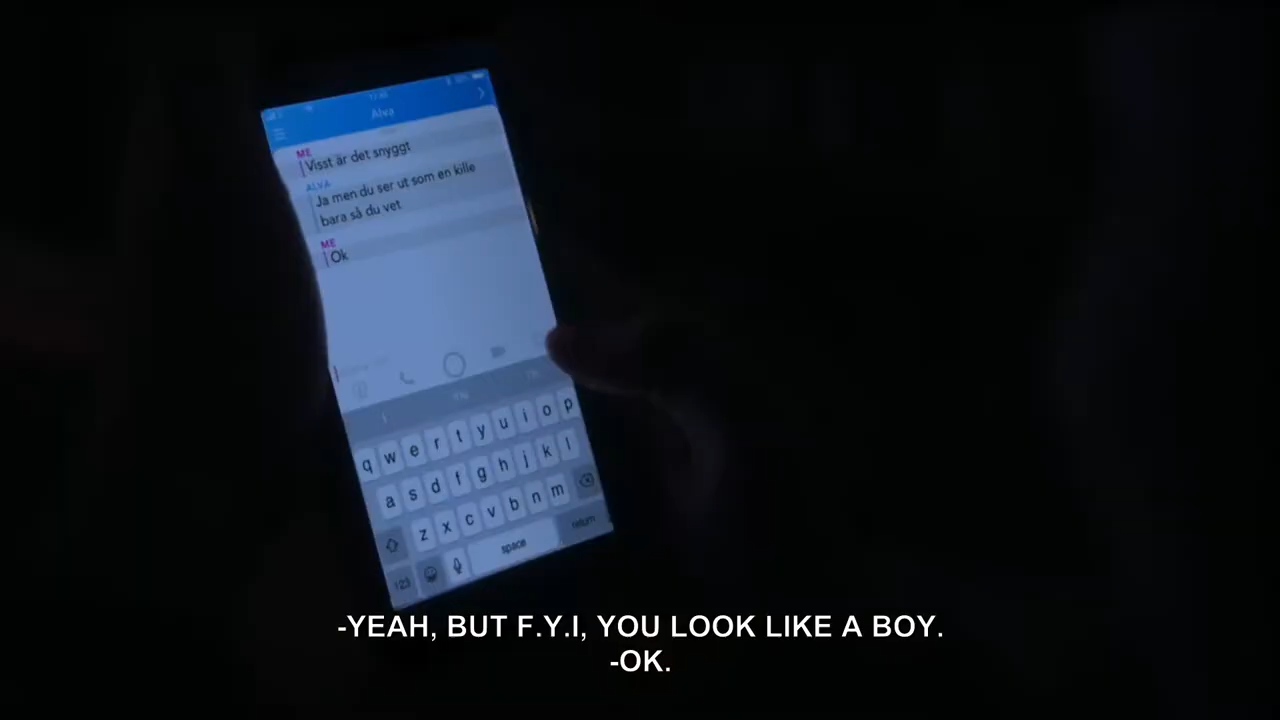 Alva
ME
Visst är det snyggt
ALVA
Ja men du ser ut som en kille
bara så du vet
ME
Ok
q w e r t y u i o p
a s d f g h j k l
z x c v b n m
123 space return
-YEAH, BUT F.Y.I, YOU LOOK LIKE A BOY.
-OK.